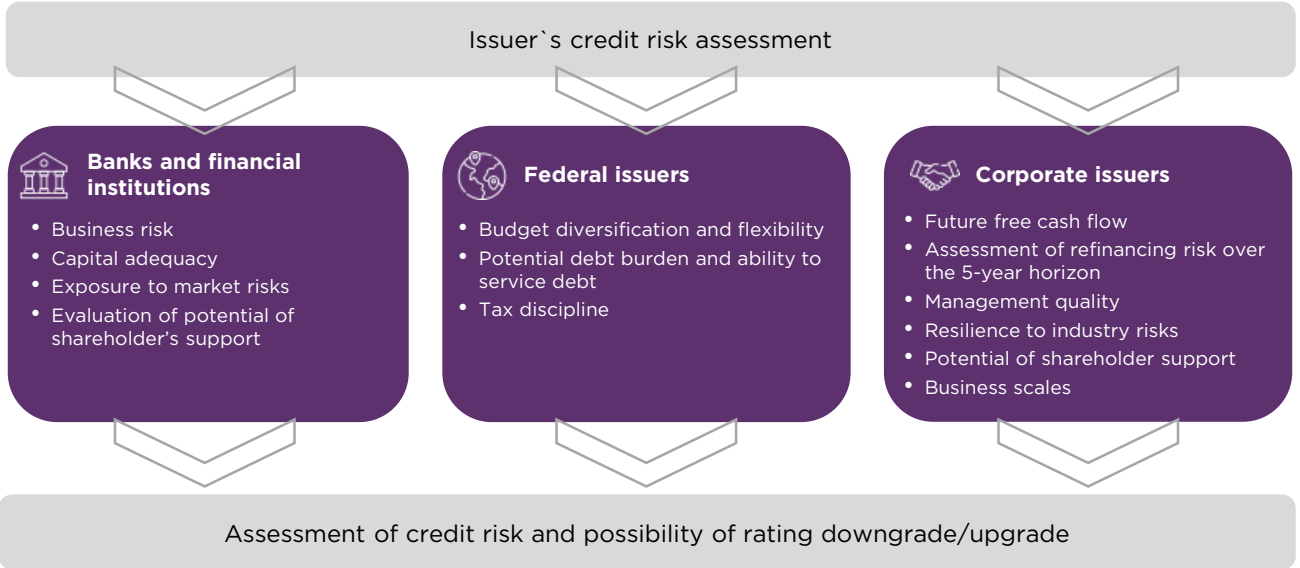 Issuer`s credit risk assessment
Banks and financial
institutions
• Business risk
• Capital adequacy
• Exposure to market risks
• Evaluation of potential of
shareholder’s support
Federal issuers
• Budget diversification and flexibility
• Potential debt burden and ability to
service debt
• Tax discipline
Corporate issuers
• Future free cash flow
• Assessment of refinancing risk over
the 5-year horizon
• Management quality
• Resilience to industry risks
• Potential of shareholder support
• Business scales
Assessment of credit risk and possibility of rating downgrade/upgrade